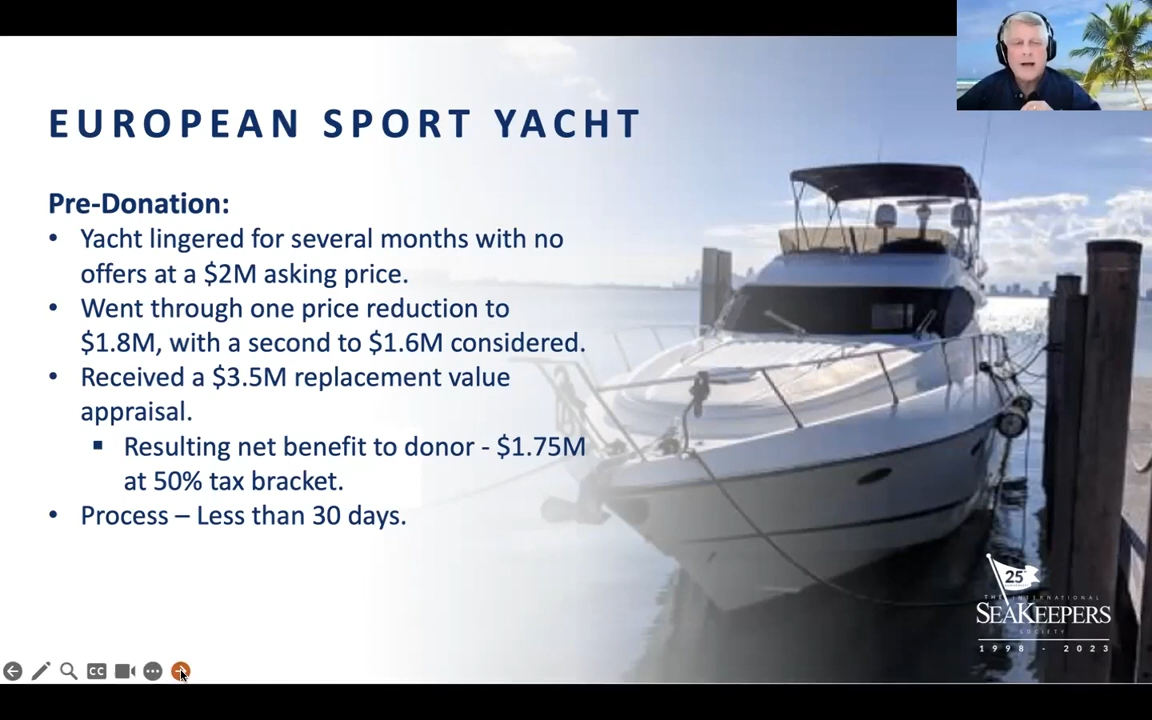 EUROPEAN SPORT YACHT
Pre-Donation:
• Yacht lingered for several months with no
offers at a $2M asking price.
• Went through one price reduction to
$1.8M, with a second to $1.6M considered.
• Received a $3.5M replacement value
appraisal.
▪ Resulting net benefit to donor - $1.75M
at 50% tax bracket.
• Process – Less than 30 days.
25
THE INTERNATIONAL
SEAKEEPERS
SOCIETY
1998 - 2023
CC